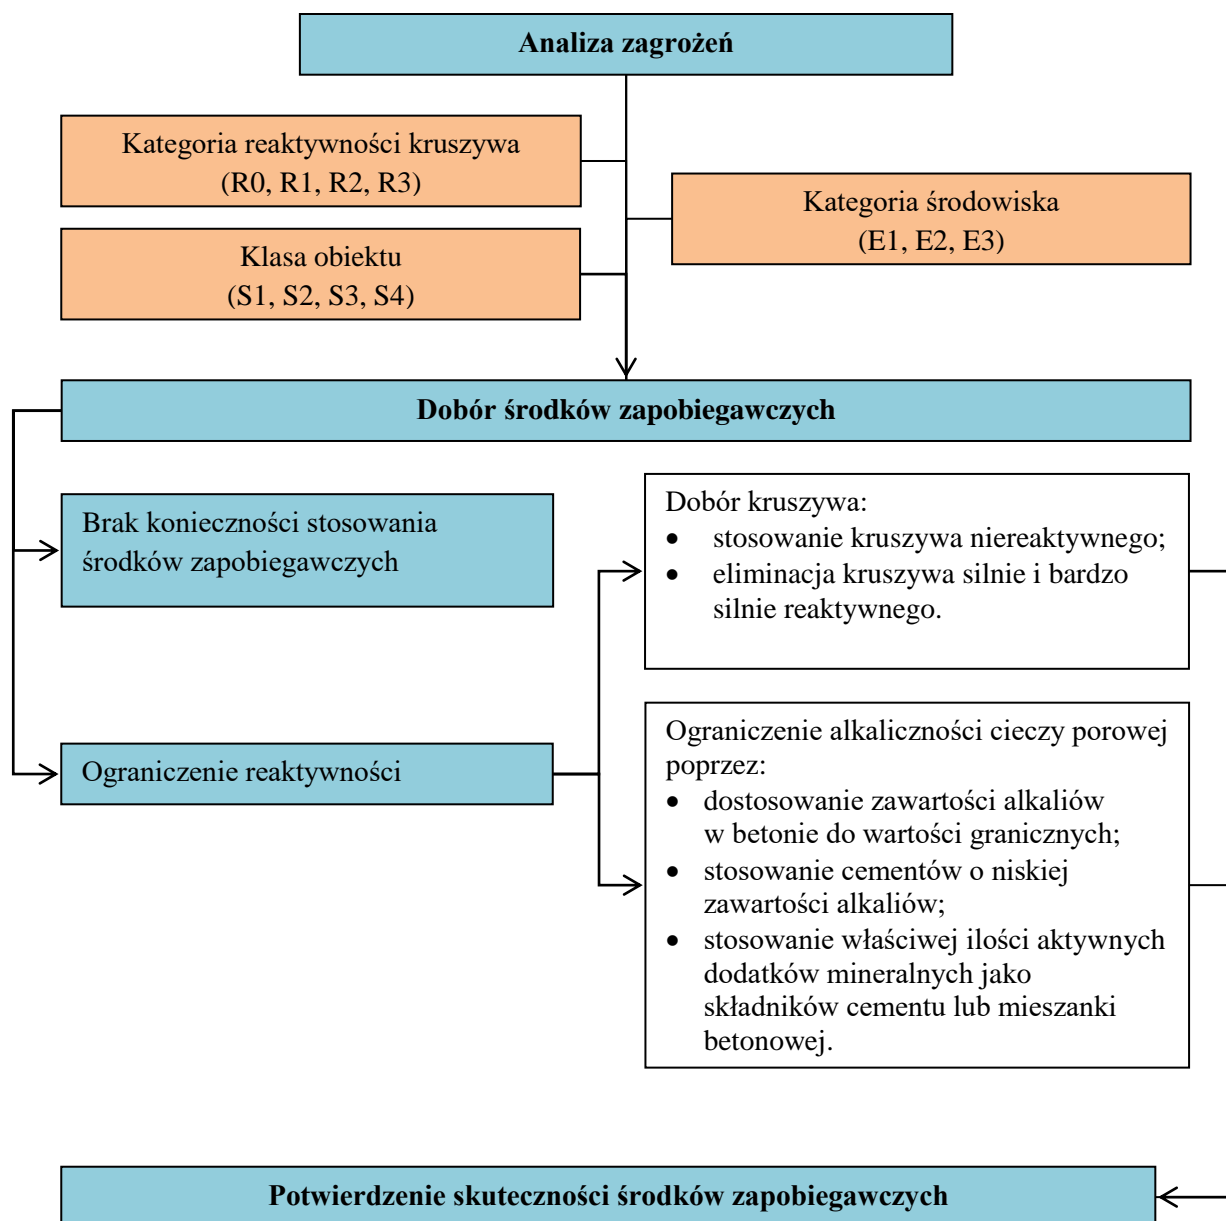 Analiza zagrożeń
Kategoria reaktywności kruszywa
(R0, R1, R2, R3)
Kategoria środowiska
(E1, E2, E3)
Klasa obiektu
(S1, S2, S3, S4)
Dobór środków zapobiegawczych
Brak konieczności stosowania
środków zapobiegawczych
Dobór kruszywa:
• stosowanie kruszywa niereaktywnego;
• eliminacja kruszywa silnie i bardzo
silnie reaktywnego.
Ograniczenie reaktywności
Ograniczenie alkaliczności cieczy porowej
poprzez:
• dostosowanie zawartości alkaliów
w betonie do wartości granicznych;
• stosowanie cementów o niskiej
zawartości alkaliów;
• stosowanie właściwej ilości aktywnych
dodatków mineralnych jako
składników cementu lub mieszanki
betonowej.
Potwierdzenie skuteczności środków zapobiegawczych